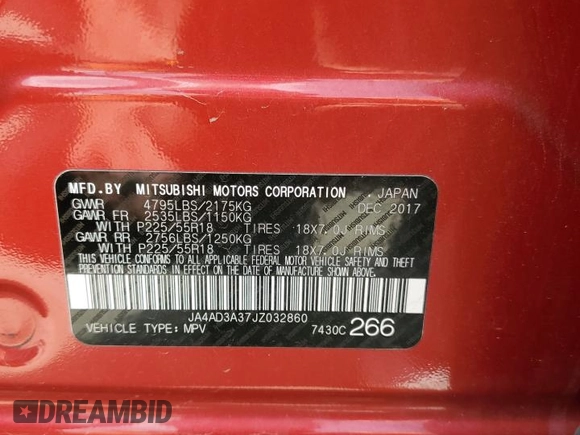 MFD.BY MITSUBISHI MOTORS CORPORATION . JAPAN
GVWR 4795LBS/2175KG DEC 2017
GAWR FR 2535LBS/1150KG
WITH P225/55R18 TIRES 18X7.0J RIMS
GAWR RR 2756LBS/1250KG
WITH P225/55R18 TIRES 18X7.0J RIMS
THIS VEHICLE CONFORMS TO ALL APPLICABLE FEDERAL MOTOR VEHICLE SAFETY AND
THEFT PREVENTION STANDARDS IN EFFECT ON THE DATE OF MANUFACTURE SHOWN ABOVE.
JA4AD3A37JZ032860
VEHICLE TYPE: MPV 7430C 266
DREAMBID